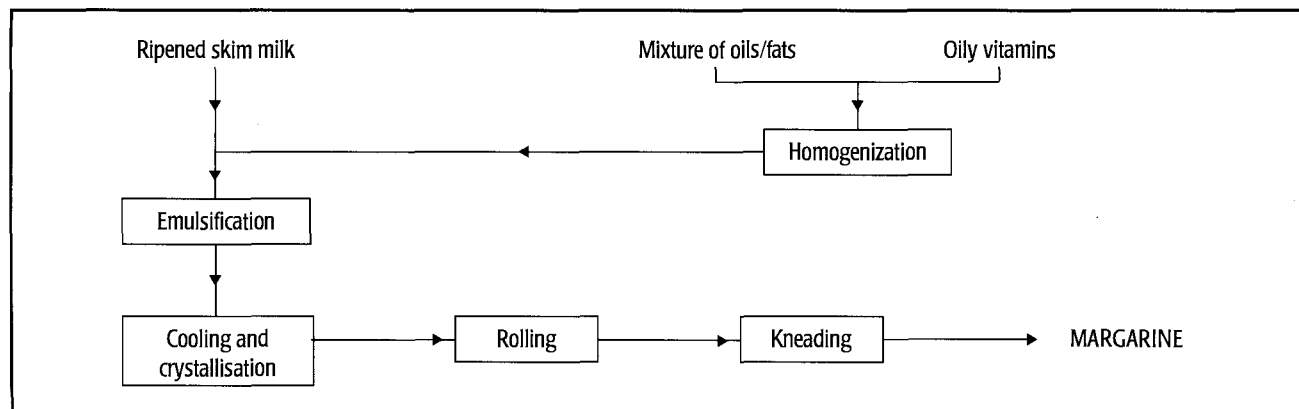 Ripened skim milk
Mixture of oils/fats
Oily vitamins
Homogenization
Emulsification
Cooling and
crystallisation
Rolling
Kneading
MARGARINE